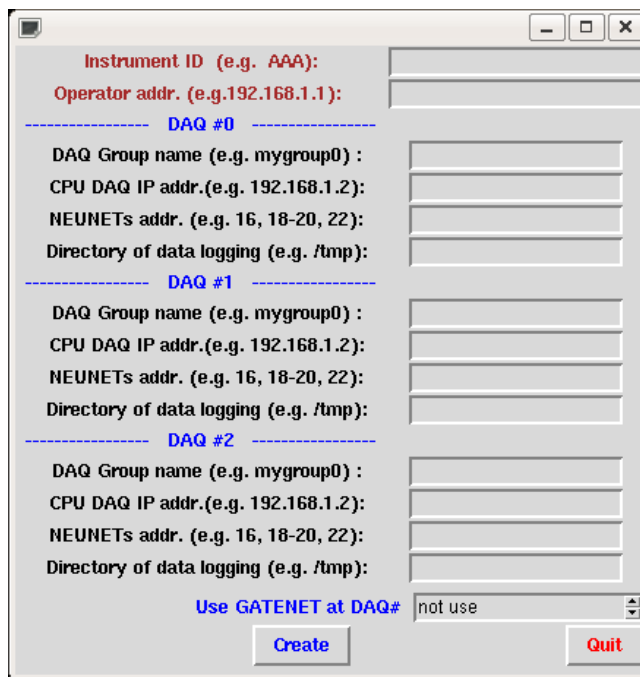 Instrument ID (e.g. AAA):
Operator addr. (e.g.192.168.1.1):
---------------- DAQ #0 ----------------
DAQ Group name (e.g. mygroup0) :
CPU DAQ IP addr.(e.g. 192.168.1.2):
NEUNETs addr. (e.g. 16, 18-20, 22):
Directory of data logging (e.g. /tmp):
---------------- DAQ #1 ----------------
DAQ Group name (e.g. mygroup0) :
CPU DAQ IP addr.(e.g. 192.168.1.2):
NEUNETs addr. (e.g. 16, 18-20, 22):
Directory of data logging (e.g. /tmp):
---------------- DAQ #2 ----------------
DAQ Group name (e.g. mygroup0) :
CPU DAQ IP addr.(e.g. 192.168.1.2):
NEUNETs addr. (e.g. 16, 18-20, 22):
Directory of data logging (e.g. /tmp):
Use GATENET at DAQ# not use
Create Quit